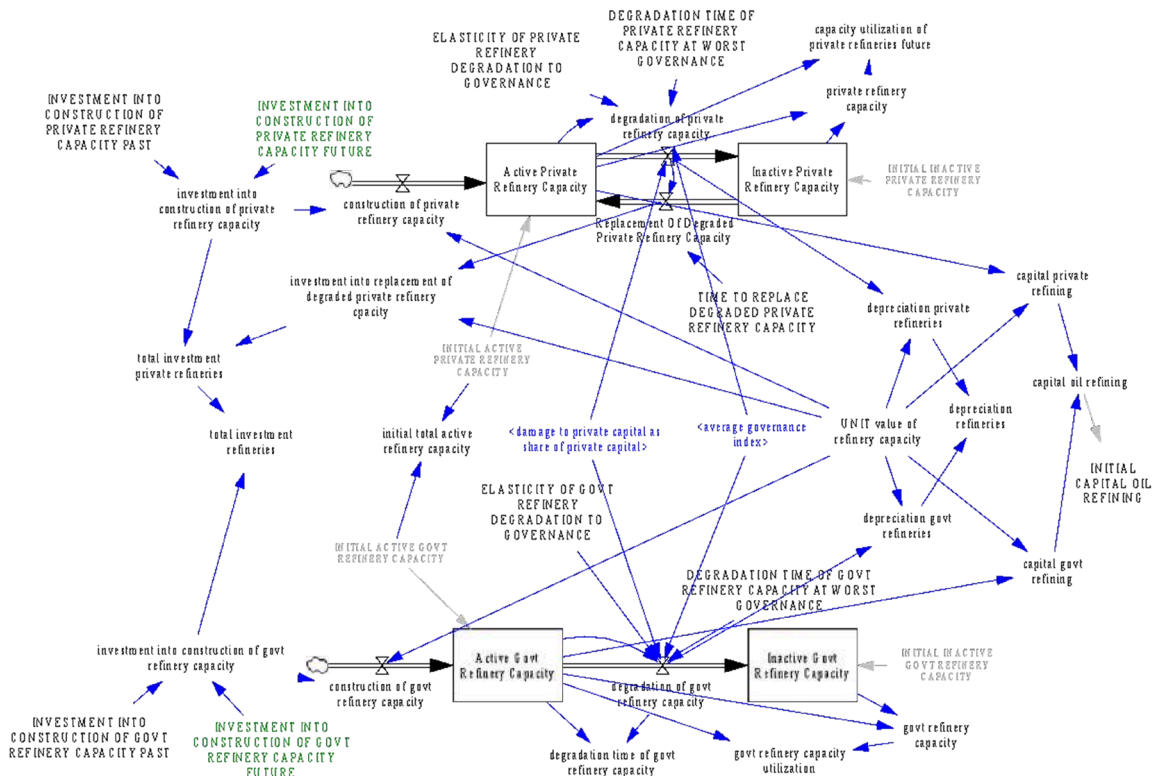 DEGRADATION TIME OF
PRIVATE REFINERY
CAPACITY AT WORST
GOVERNANCE
ELASTICITY OF PRIVATE
REFINERY
DEGRADATION TO
GOVERNANCE
capacity utilization of
private refineries future
private refinery
capacity
INVESTMENT INTO
CONSTRUCTION OF
PRIVATE REFINERY
CAPACITY PAST
INVESTMENT INTO
CONSTRUCTION OF
PRIVATE REFINERY
CAPACITY FUTURE
degradation of private
refinery capacity
Active Private
Refinery Capacity
Inactive Private
Refinery Capacity
INITIAL INACTIVE
PRIVATE REFINERY
CAPACITY
investment into
construction of private
refinery capacity
construction of private
refinery capacity
Replacement Of Degraded
Private Refinery Capacity
investment into replacement of
degraded private refinery
cpacity
TIME TO REPLACE
DEGRADED PRIVATE
REFINERY CAPACITY
capital private
refining
depreciation private
refineries
INITIAL ACTIVE
PRIVATE REFINERY
CAPACITY
total investment
private refineries
capital oil refining
total investment
refineries
initial total active
refinery capacity
<damage to private capital as
share of private capital>
<average governance
index>
UNIT value of
refinery capacity
depreciation
refineries
INITIAL
CAPITAL OIL
REFINING
ELASTICITY OF GOVT
REFINERY
DEGRADATION TO
GOVERNANCE
depreciation govt
refineries
INITIAL ACTIVE GOVT
REFINERY CAPACITY
capital govt
refining
DEGRADATION TIME OF GOVT
REFINERY CAPACITY AT WORST
GOVERNANCE
investment into construction of govt
refinery capacity
Active Govt
Refinery Capacity
Inactive Govt
Refinery Capacity
INITIAL INACTIVE
GOVT REFINERY
CAPACITY
construction of govt
refinery capacity
degradation of govt
refinery capacity
INVESTMENT INTO
CONSTRUCTION OF GOVT
REFINERY CAPACITY PAST
INVESTMENT INTO
CONSTRUCTION OF GOVT
REFINERY CAPACITY
FUTURE
degradation time of govt
refinery capacity
govt refinery capacity
utilization
govt refinery
capacity